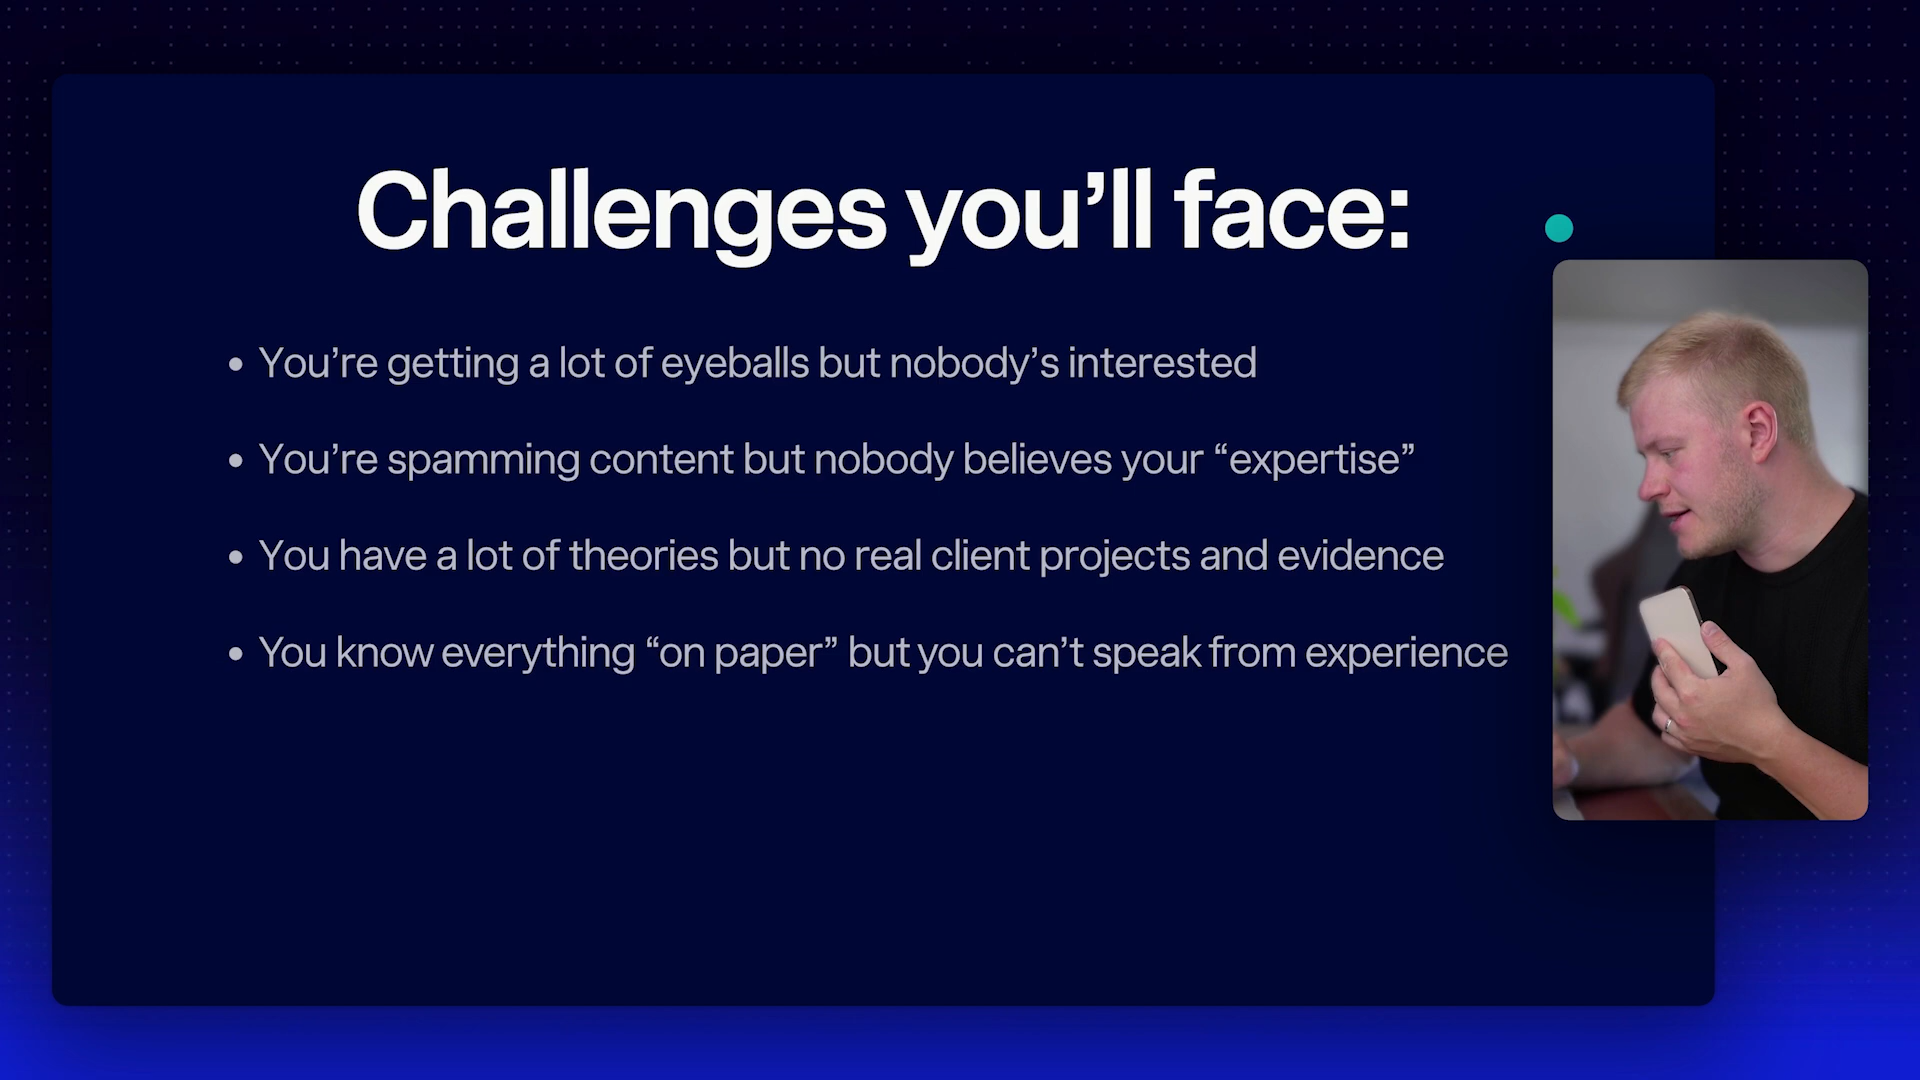 Challenges you’ll face:
• You’re getting a lot of eyeballs but nobody’s interested
• You’re spamming content but nobody believes your “expertise”
• You have a lot of theories but no real client projects and evidence
• You know everything “on paper” but you can’t speak from experience